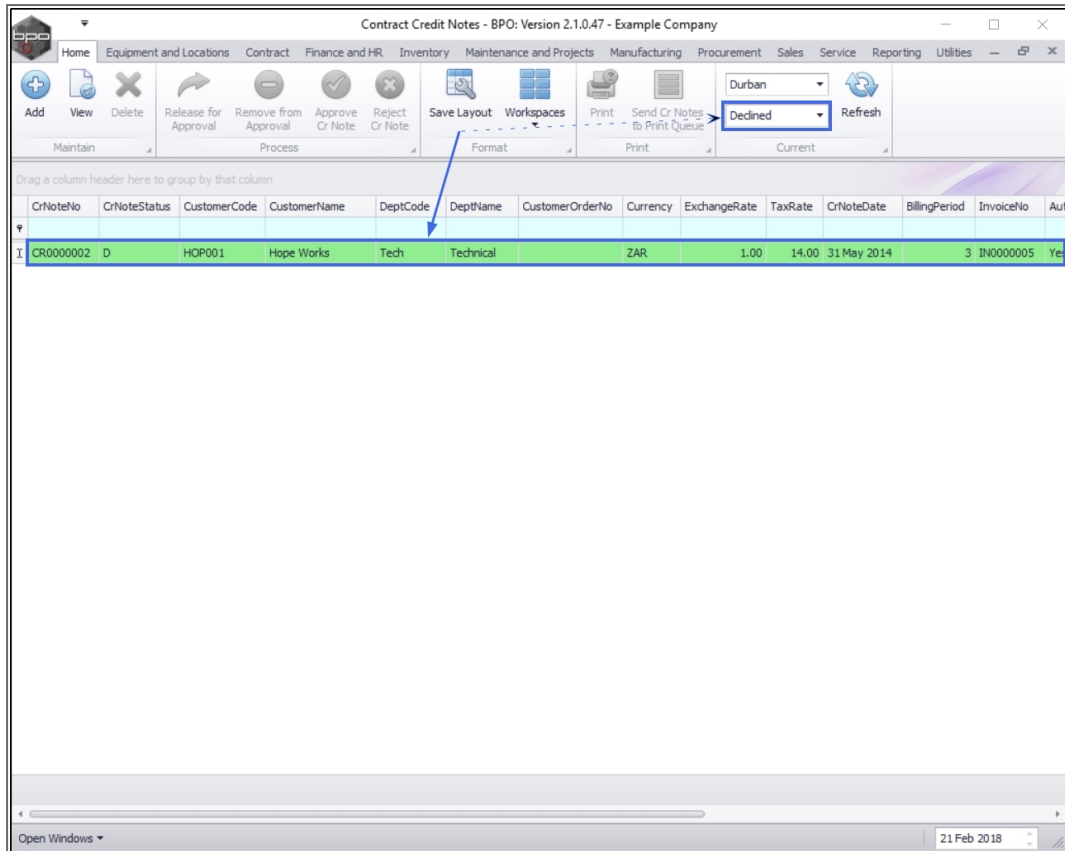 Contract Credit Notes - BPO: Version 2.1.0.47 - Example Company
bpo
Home Equipment and Locations Contract Finance and HR Inventory Maintenance and Projects Manufacturing Procurement Sales Service Reporting Utilities
Add View Delete Release for Approval Remove from Approval Approve Cr Note Reject Cr Note Save Layout Workspaces Print Send Cr Notes to Print Queue Durban Declined Refresh
Maintain Process Format Print Current
Drag a column header here to group by that column
CrNoteNo CrNoteStatus CustomerCode CustomerName DeptCode DeptName CustomerOrderNo Currency ExchangeRate TaxRate CrNoteDate BillingPeriod InvoiceNo Aut
CR0000002 D HOP001 Hope Works Tech Technical ZAR 1.00 14.00 31 May 2014 3 IN0000005 Yes
Open Windows 21 Feb 2018